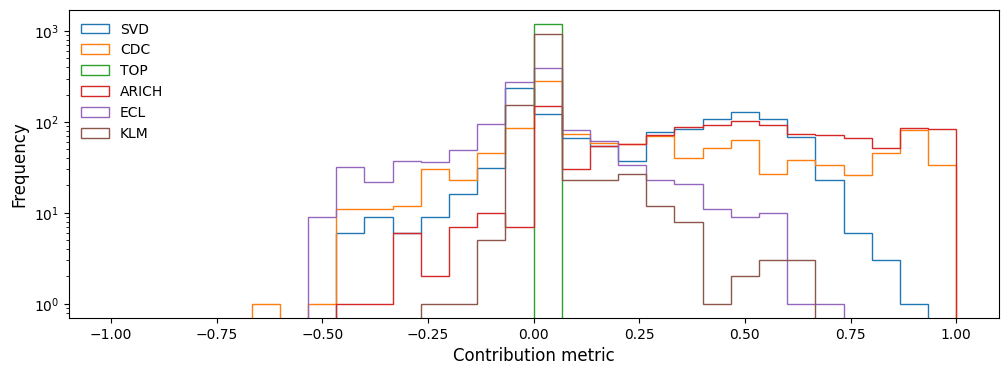 10³
10²
10¹
10⁰
Frequency
SVD
CDC
TOP
ARICH
ECL
KLM
−1.00 −0.75 −0.50 −0.25 0.00 0.25 0.50 0.75 1.00
Contribution metric